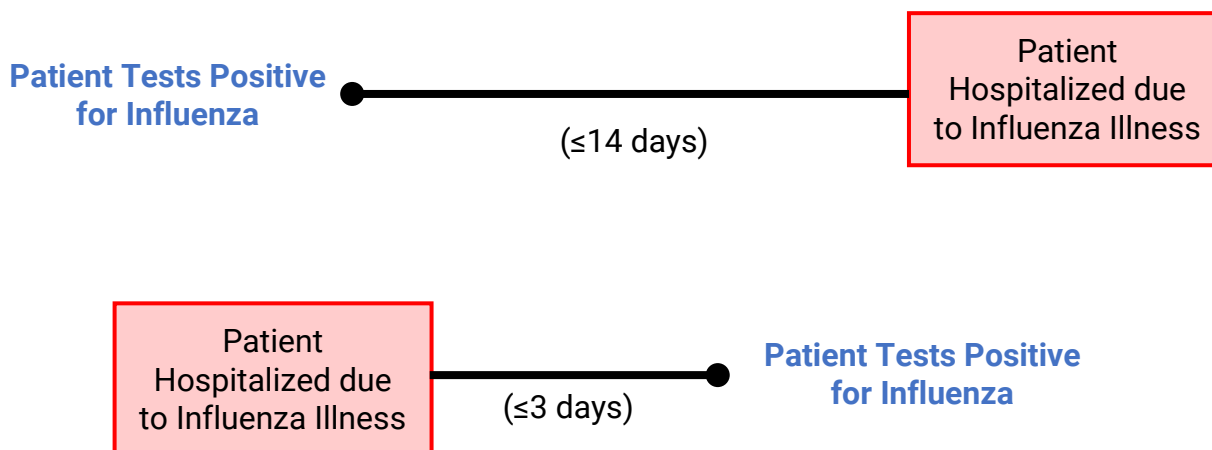 Patient Tests Positive
for Influenza
(≤14 days)
Patient
Hospitalized due
to Influenza Illness
Patient
Hospitalized due
to Influenza Illness
(≤3 days)
Patient Tests Positive
for Influenza